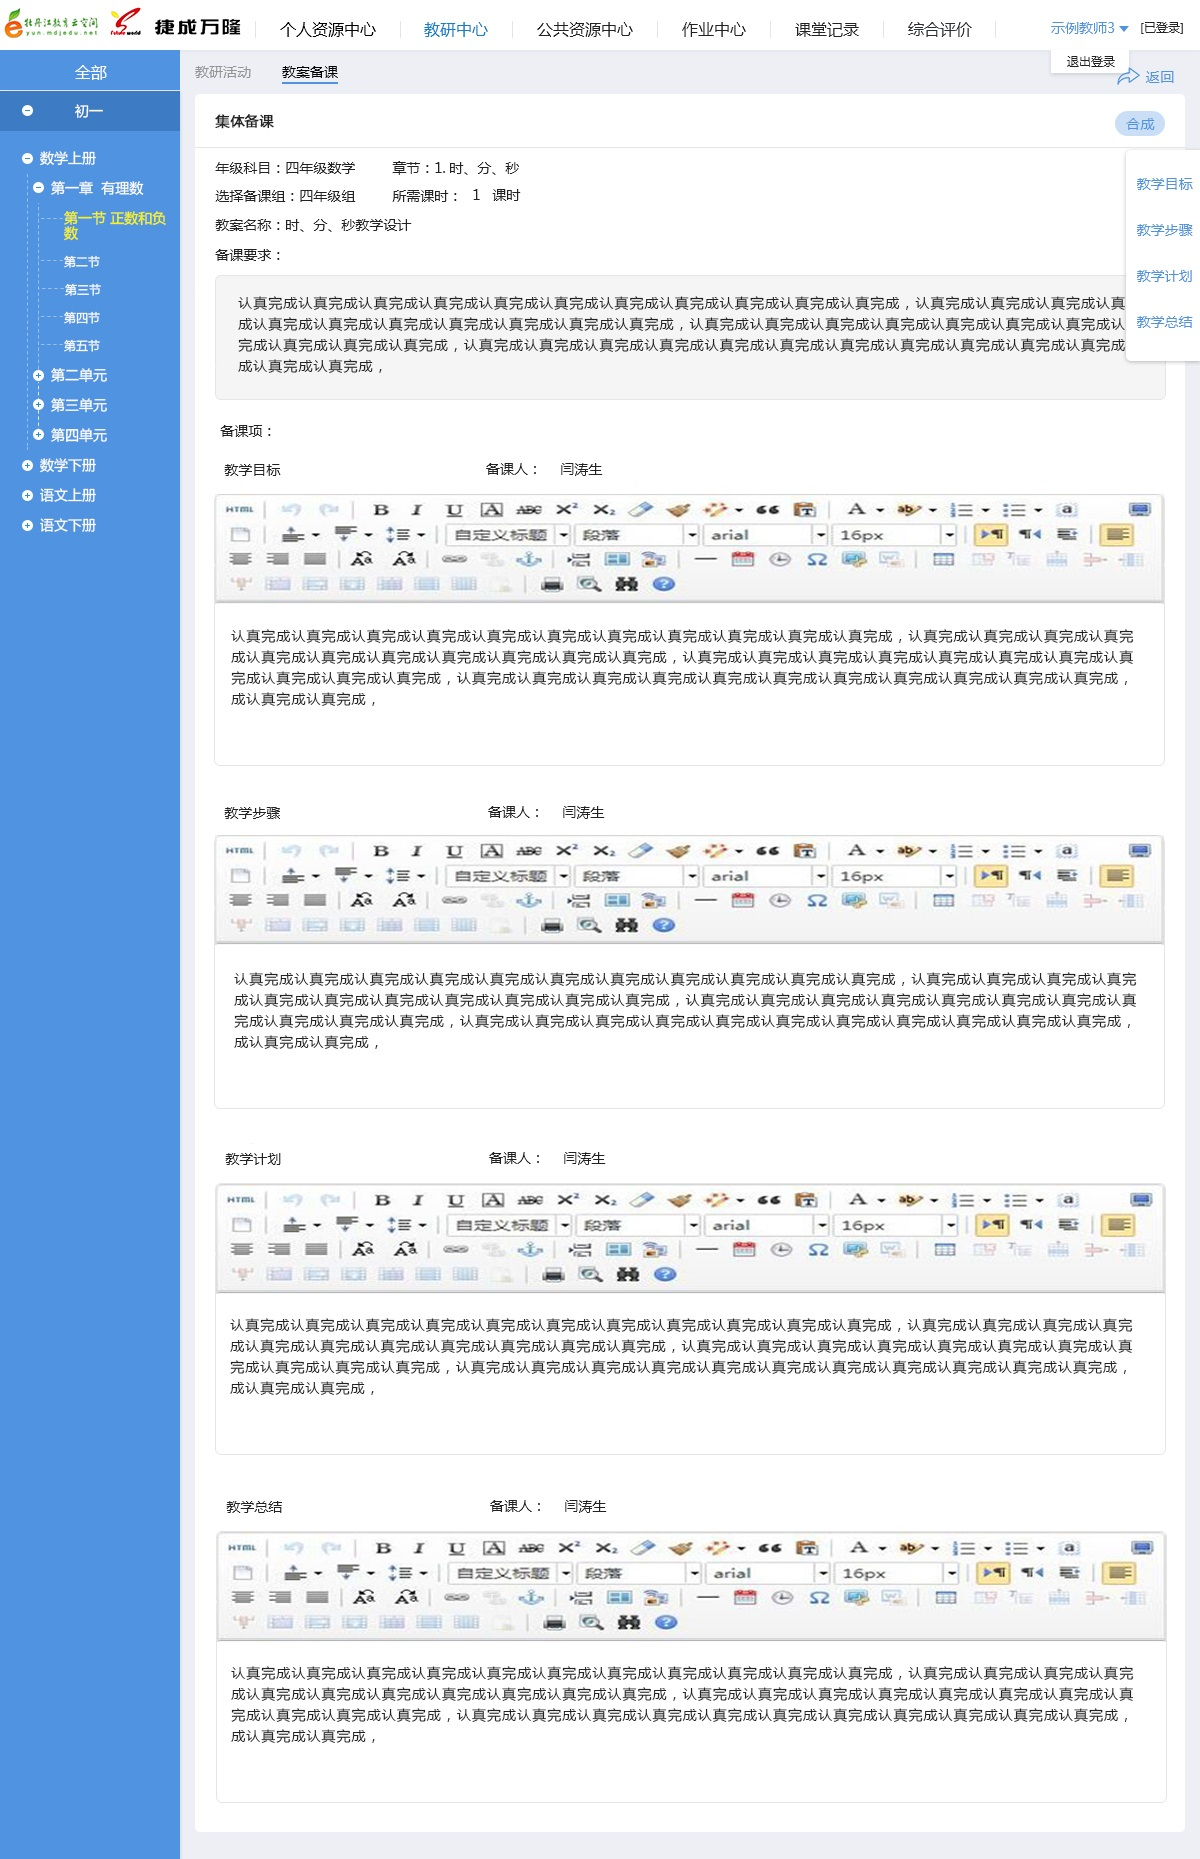 牡丹江教育云空间
yun.mdjedu.net
Future world
捷成万隆
个人资源中心 教研中心 公共资源中心 作业中心 课堂记录 综合评价
示例教师3 [已登录]
退出登录
返回
全部
初一
数学上册
第一章 有理数
第一节 正数和负
数
第二节
第三节
第四节
第五节
第二单元
第三单元
第四单元
数学下册
语文上册
语文下册
教研活动 教案备课
集体备课
合成
年级科目：四年级数学 章节：1. 时、分、秒
选择备课组：四年级组 所需课时： 1 课时
教案名称：时、分、秒教学设计
备课要求：
认真完成认真完成认真完成认真完成认真完成认真完成认真完成认真完成认真完成认真完成认真完成，认真完成认真完成认真完成认真
成认真完成认真完成认真完成认真完成认真完成认真完成认真完成，认真完成认真完成认真完成认真完成认真完成认真完成认真完成认
完成认真完成认真完成认真完成，认真完成认真完成认真完成认真完成认真完成认真完成认真完成认真完成认真完成认真完成认真完成
成认真完成认真完成，
教学目标
教学步骤
教学计划
教学总结
备课项：
教学目标 备课人： 闫涛生
HTML B I U A ABC X² X₂ A ab a
自定义标题 段落 arial 16px
认真完成认真完成认真完成认真完成认真完成认真完成认真完成认真完成认真完成认真完成认真完成，认真完成认真完成认真完成认真完
成认真完成认真完成认真完成认真完成认真完成认真完成认真完成，认真完成认真完成认真完成认真完成认真完成认真完成认真完成认真
完成认真完成认真完成认真完成，认真完成认真完成认真完成认真完成认真完成认真完成认真完成认真完成认真完成认真完成认真完成，
成认真完成认真完成，
教学步骤 备课人： 闫涛生
HTML B I U A ABC X² X₂ A ab a
自定义标题 段落 arial 16px
认真完成认真完成认真完成认真完成认真完成认真完成认真完成认真完成认真完成认真完成认真完成，认真完成认真完成认真完成认真完
成认真完成认真完成认真完成认真完成认真完成认真完成认真完成，认真完成认真完成认真完成认真完成认真完成认真完成认真完成认真
完成认真完成认真完成认真完成，认真完成认真完成认真完成认真完成认真完成认真完成认真完成认真完成认真完成认真完成认真完成，
成认真完成认真完成，
教学计划 备课人： 闫涛生
HTML B I U A ABC X² X₂ A ab a
自定义标题 段落 arial 16px
认真完成认真完成认真完成认真完成认真完成认真完成认真完成认真完成认真完成认真完成认真完成，认真完成认真完成认真完成认真完
成认真完成认真完成认真完成认真完成认真完成认真完成认真完成，认真完成认真完成认真完成认真完成认真完成认真完成认真完成认真
完成认真完成认真完成认真完成，认真完成认真完成认真完成认真完成认真完成认真完成认真完成认真完成认真完成认真完成认真完成，
成认真完成认真完成，
教学总结 备课人： 闫涛生
HTML B I U A ABC X² X₂ A ab a
自定义标题 段落 arial 16px
认真完成认真完成认真完成认真完成认真完成认真完成认真完成认真完成认真完成认真完成认真完成，认真完成认真完成认真完成认真完
成认真完成认真完成认真完成认真完成认真完成认真完成认真完成，认真完成认真完成认真完成认真完成认真完成认真完成认真完成认真
完成认真完成认真完成认真完成，认真完成认真完成认真完成认真完成认真完成认真完成认真完成认真完成认真完成认真完成认真完成，
成认真完成认真完成，